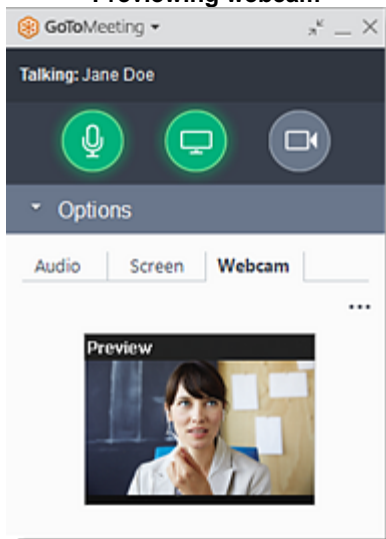 Previewing webcam
GoToMeeting
Talking: Jane Doe
Options
Audio Screen Webcam
...
Preview